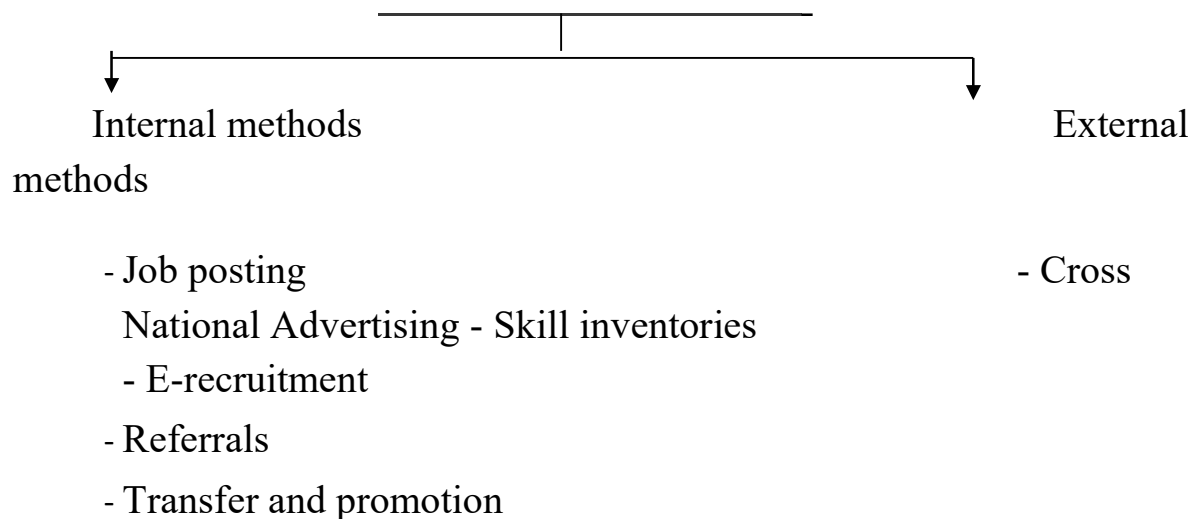 Internal methods External
methods
- Job posting - Cross
National Advertising - Skill inventories
- E-recruitment
- Referrals
- Transfer and promotion